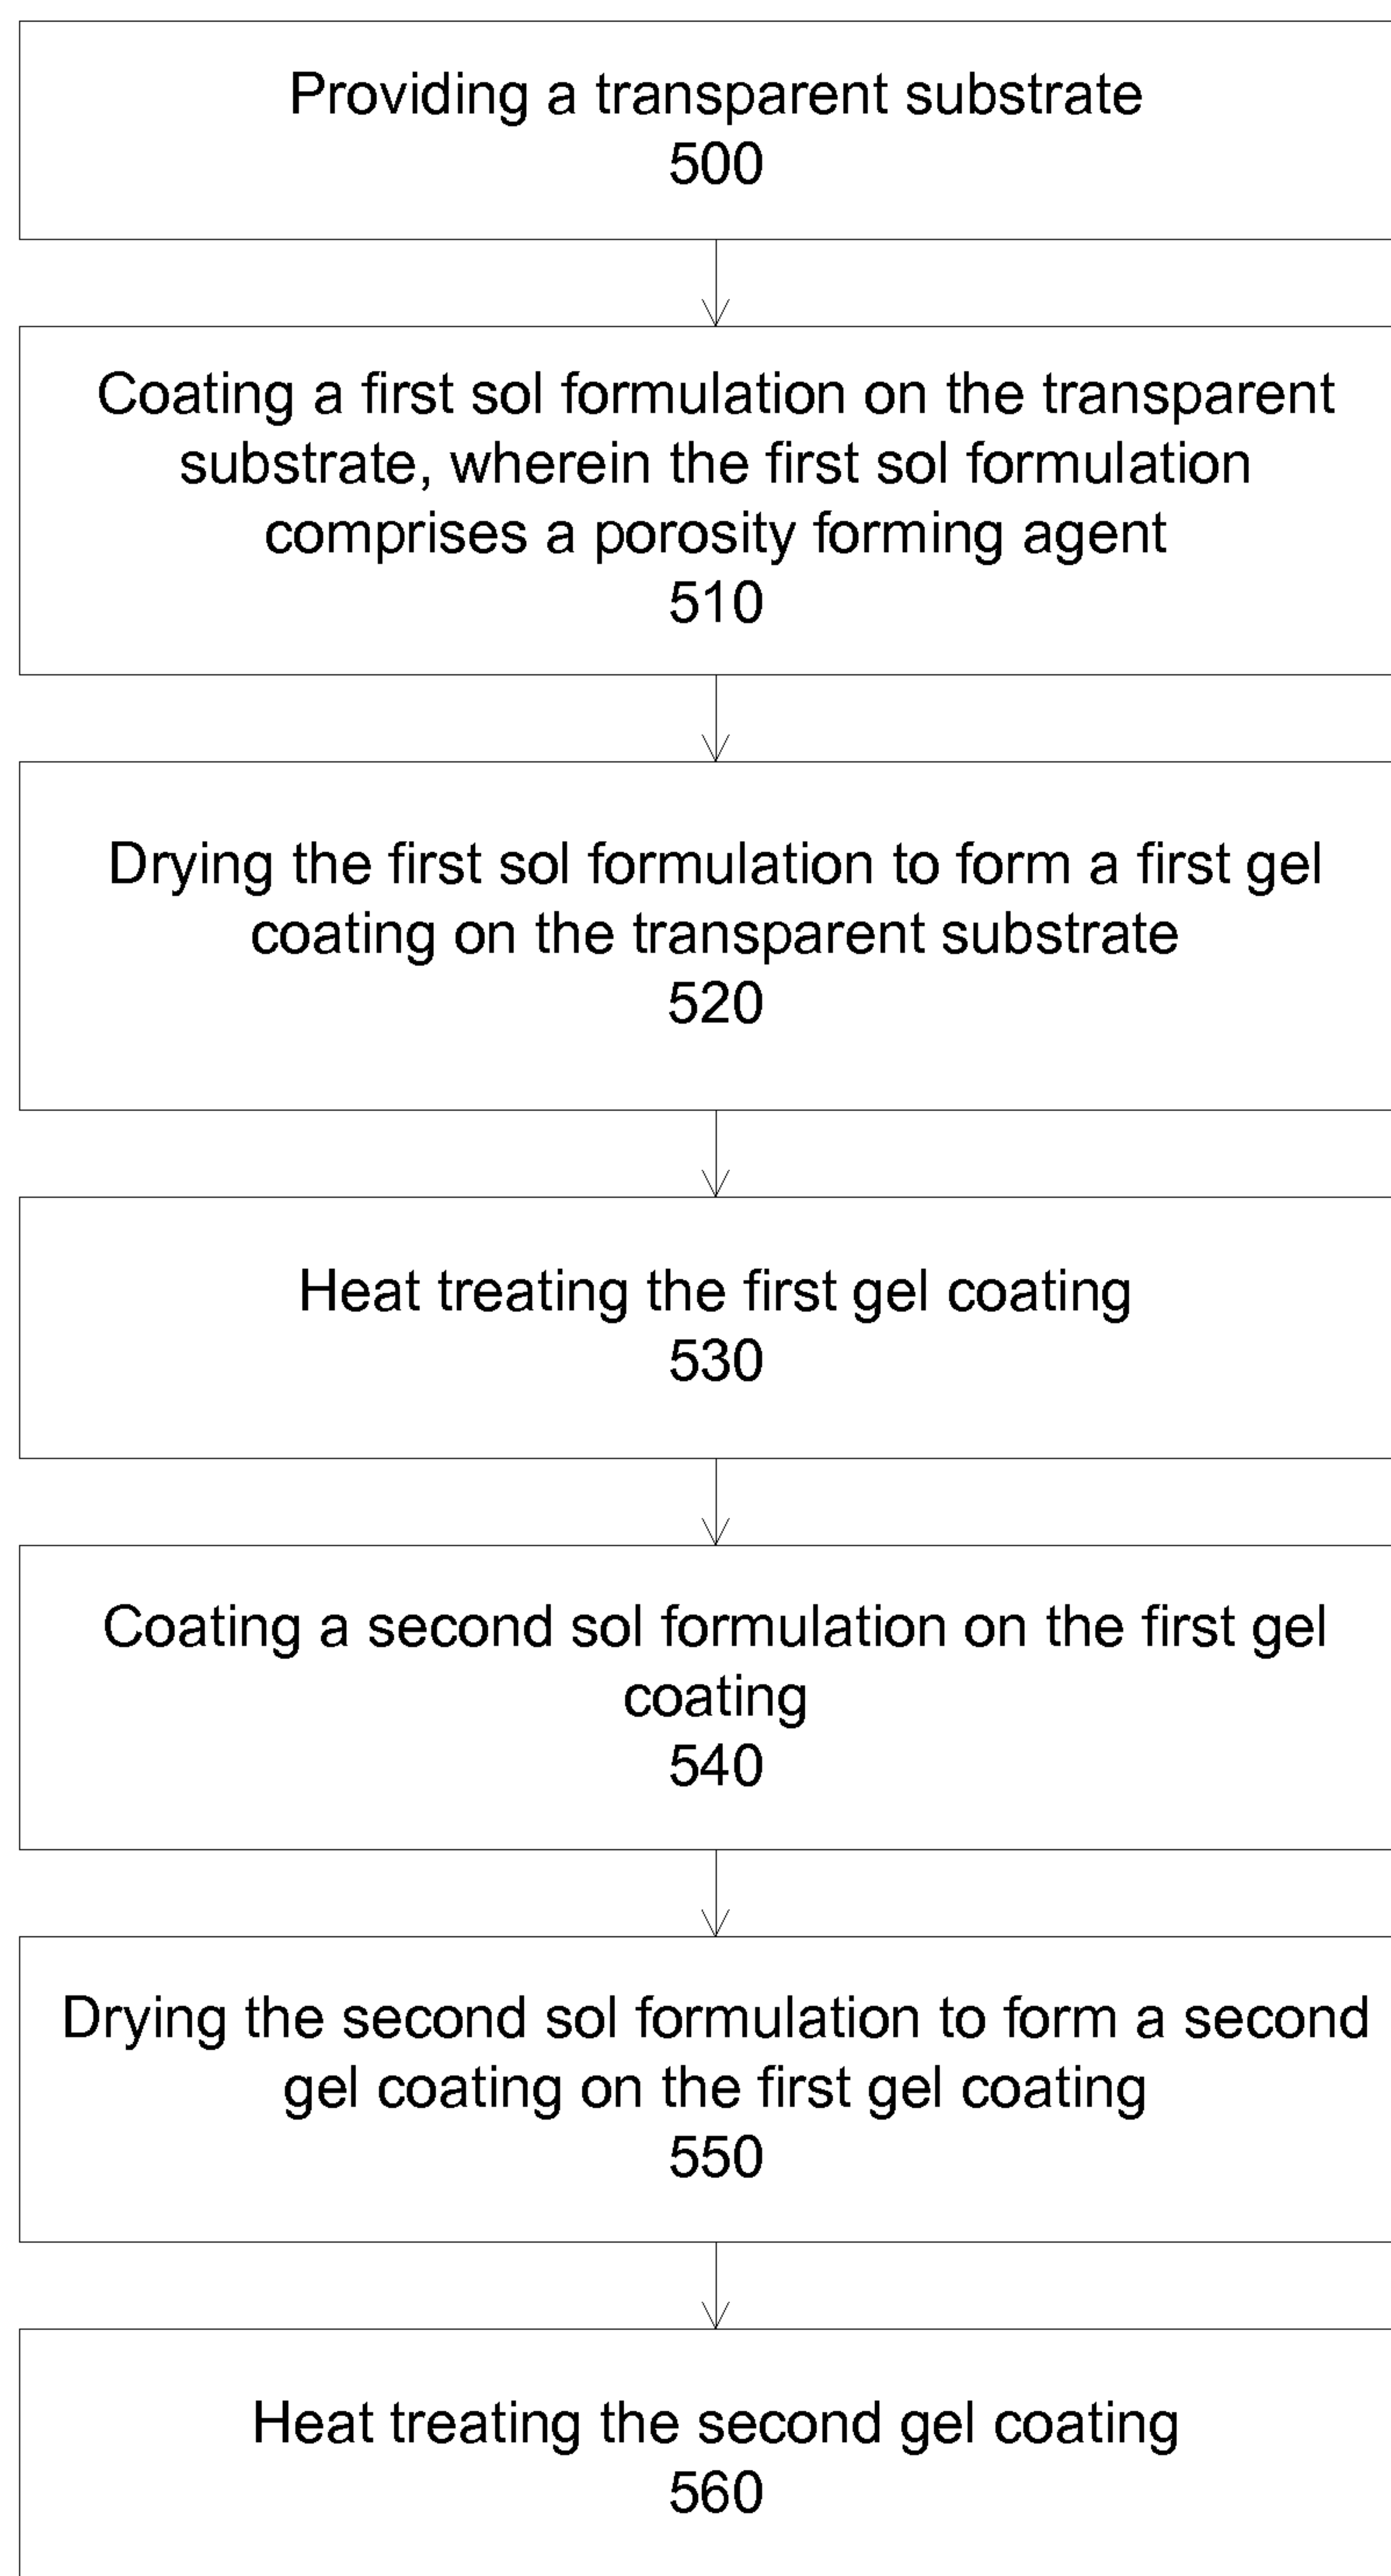 Providing a transparent substrate
500
Coating a first sol formulation on the transparent
substrate, wherein the first sol formulation
comprises a porosity forming agent
510
Drying the first sol formulation to form a first gel
coating on the transparent substrate
520
Heat treating the first gel coating
530
Coating a second sol formulation on the first gel
coating
540
Drying the second sol formulation to form a second
gel coating on the first gel coating
550
Heat treating the second gel coating
560